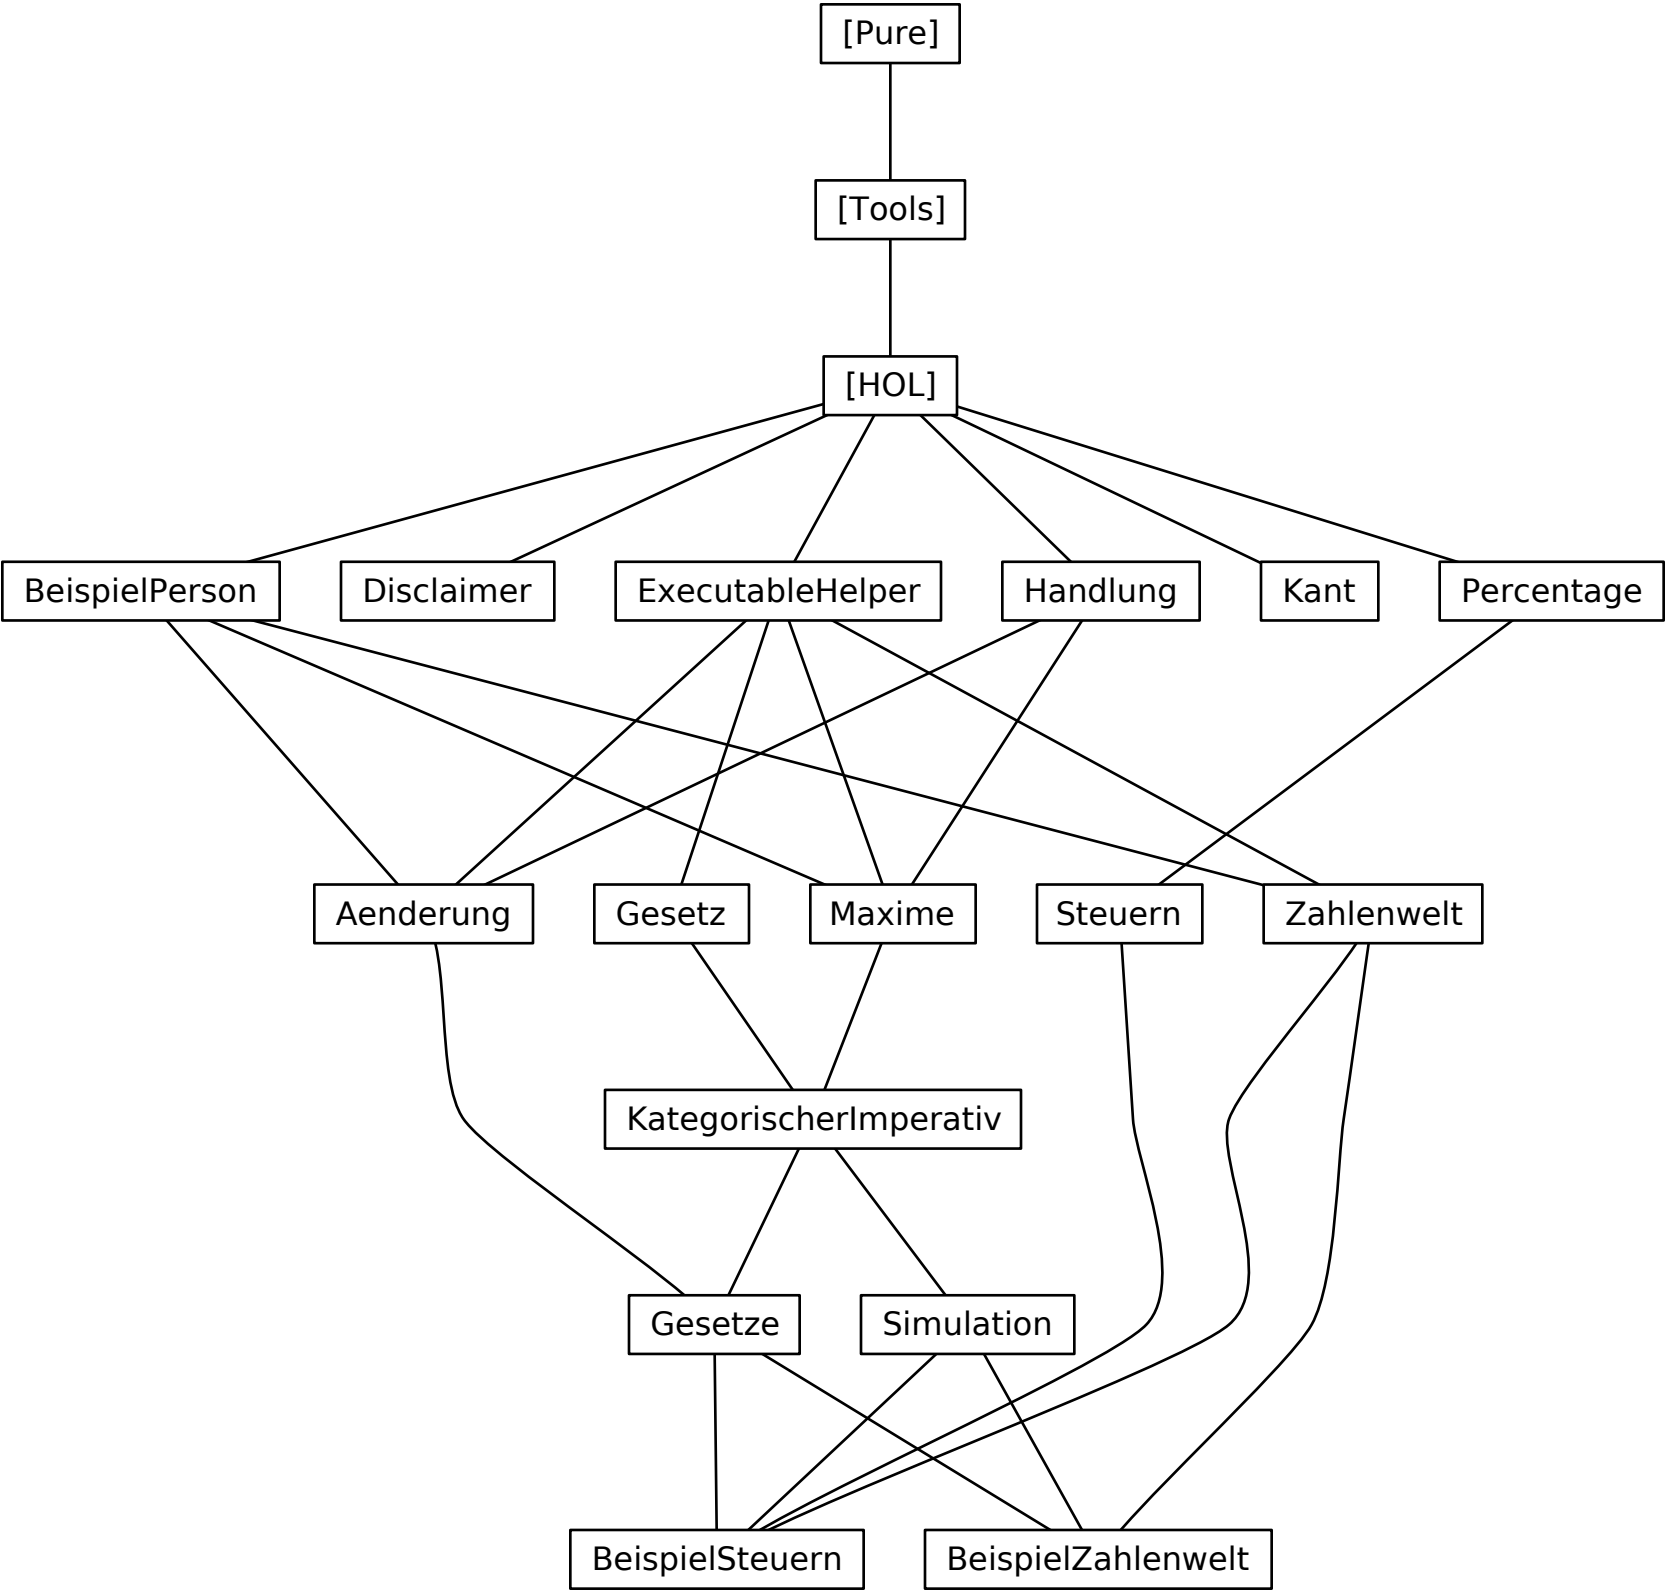 [Pure]
[Tools]
[HOL]
BeispielPerson
Disclaimer
ExecutableHelper
Handlung
Kant
Percentage
Aenderung
Gesetz
Maxime
Steuern
Zahlenwelt
KategorischerImperativ
Gesetze
Simulation
BeispielSteuern
BeispielZahlenwelt